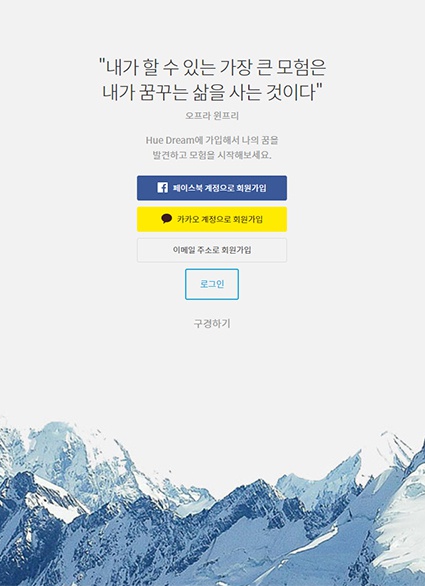 "내가 할 수 있는 가장 큰 모험은
내가 꿈꾸는 삶을 사는 것이다"
오프라 윈프리
Hue Dream에 가입해서 나의 꿈을
발견하고 모험을 시작해보세요.
페이스북 계정으로 회원가입
카카오 계정으로 회원가입
이메일 주소로 회원가입
로그인
구경하기